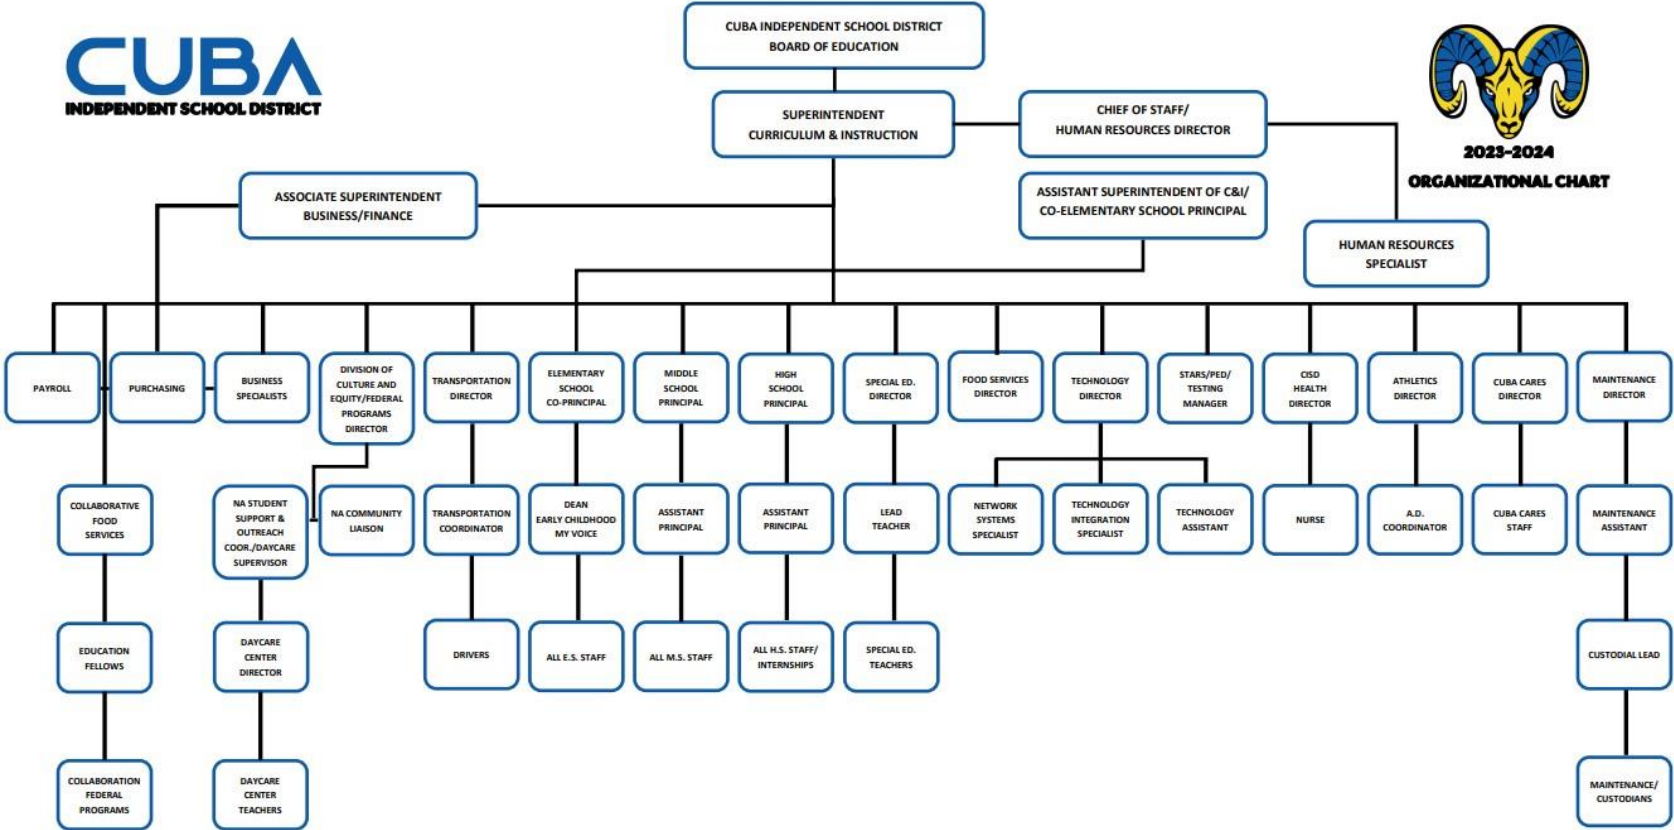 CUBA
INDEPENDENT SCHOOL DISTRICT
CUBA INDEPENDENT SCHOOL DISTRICT
BOARD OF EDUCATION
2023-2024
ORGANIZATIONAL CHART
SUPERINTENDENT
CURRICULUM & INSTRUCTION
CHIEF OF STAFF/
HUMAN RESOURCES DIRECTOR
ASSOCIATE SUPERINTENDENT
BUSINESS/FINANCE
ASSISTANT SUPERINTENDENT OF C&I/
CO-ELEMENTARY SCHOOL PRINCIPAL
HUMAN RESOURCES
SPECIALIST
PAYROLL
PURCHASING
BUSINESS
SPECIALISTS
DIVISION OF
CULTURE AND
EQUITY/FEDERAL
PROGRAMS
DIRECTOR
TRANSPORTATION
DIRECTOR
ELEMENTARY
SCHOOL
CO-PRINCIPAL
MIDDLE
SCHOOL
PRINCIPAL
HIGH
SCHOOL
PRINCIPAL
SPECIAL ED.
DIRECTOR
FOOD SERVICES
DIRECTOR
TECHNOLOGY
DIRECTOR
STARS/PED/
TESTING
MANAGER
CISD
HEALTH
DIRECTOR
ATHLETICS
DIRECTOR
CUBA CARES
DIRECTOR
MAINTENANCE
DIRECTOR
COLLABORATIVE
FOOD
SERVICES
NA STUDENT
SUPPORT &
OUTREACH
COOR./DAYCARE
SUPERVISOR
NA COMMUNITY
LIAISON
TRANSPORTATION
COORDINATOR
DEAN
EARLY CHILDHOOD
MY VOICE
ASSISTANT
PRINCIPAL
ASSISTANT
PRINCIPAL
LEAD
TEACHER
NETWORK
SYSTEMS
SPECIALIST
TECHNOLOGY
INTEGRATION
SPECIALIST
TECHNOLOGY
ASSISTANT
NURSE
A.D.
COORDINATOR
CUBA CARES
STAFF
MAINTENANCE
ASSISTANT
EDUCATION
FELLOWS
DAYCARE
CENTER
DIRECTOR
DRIVERS
ALL E.S. STAFF
ALL M.S. STAFF
ALL H.S. STAFF/
INTERNSHIPS
SPECIAL ED.
TEACHERS
CUSTODIAL LEAD
COLLABORATION
FEDERAL
PROGRAMS
DAYCARE
CENTER
TEACHERS
MAINTENANCE/
CUSTODIANS